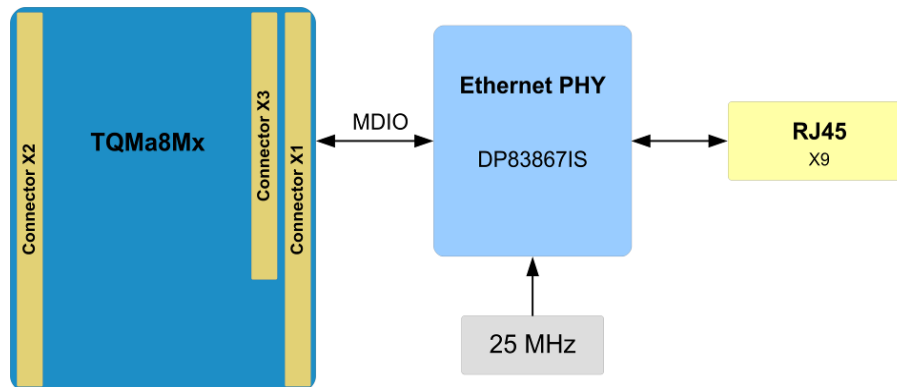 Connector X2
TQMa8Mx
Connector X3
Connector X1
MDIO
Ethernet PHY
DP83867IS
25 MHz
RJ45
X9